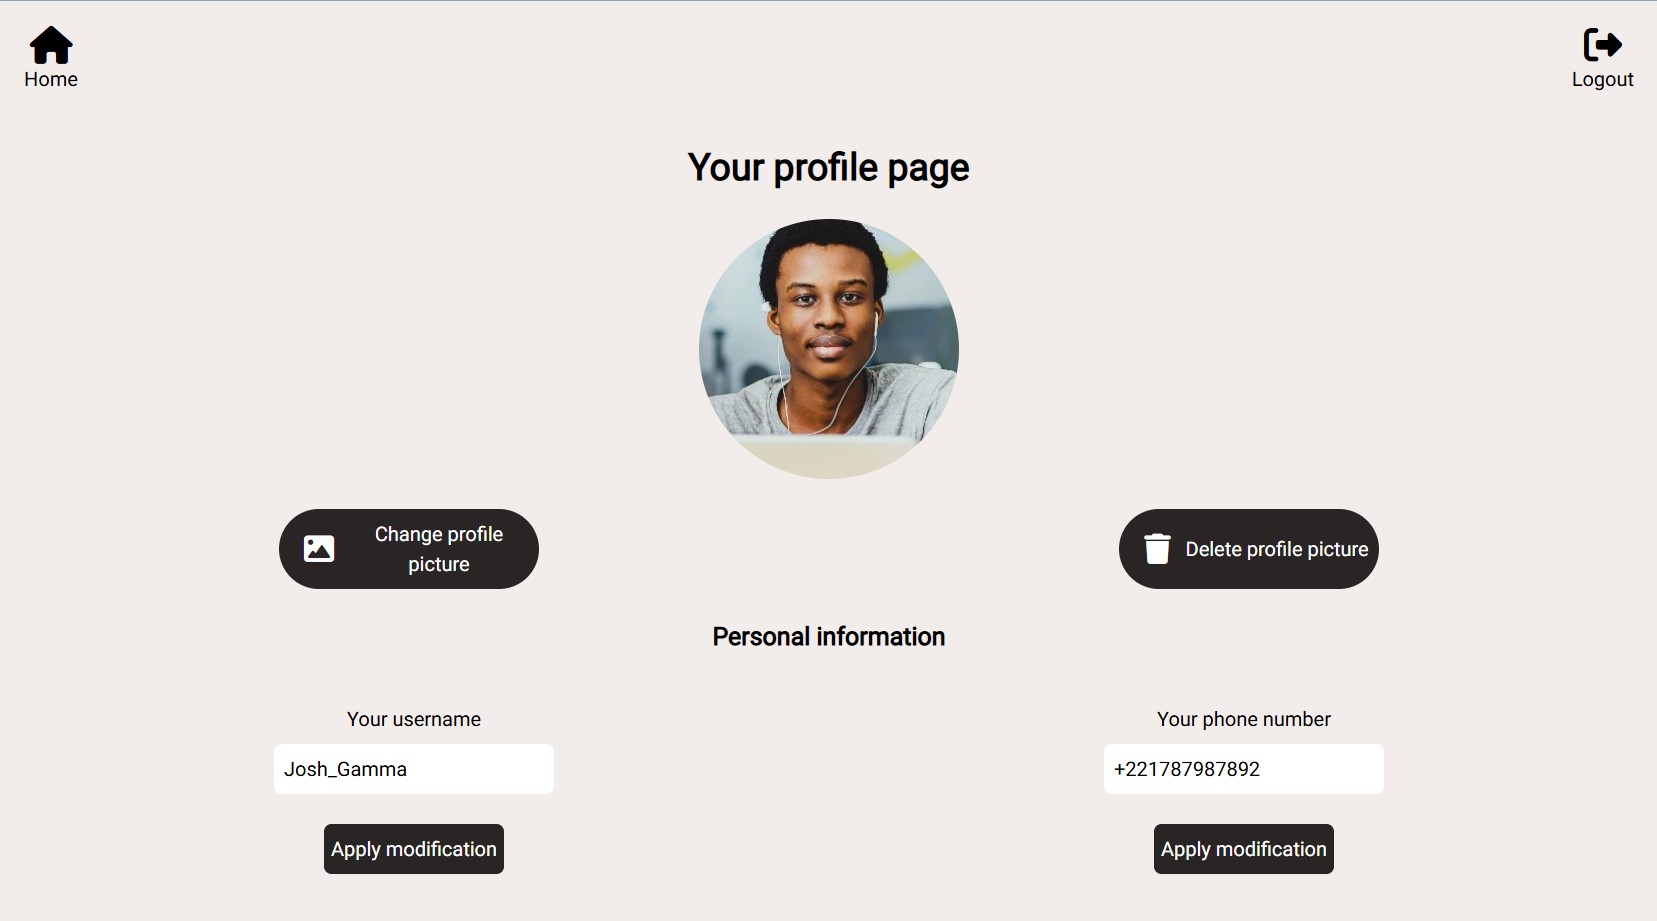 Home
Logout
Your profile page
Change profile
picture
Delete profile picture
Personal information
Your username
Your phone number
Josh_Gamma
+221787987892
Apply modification
Apply modification